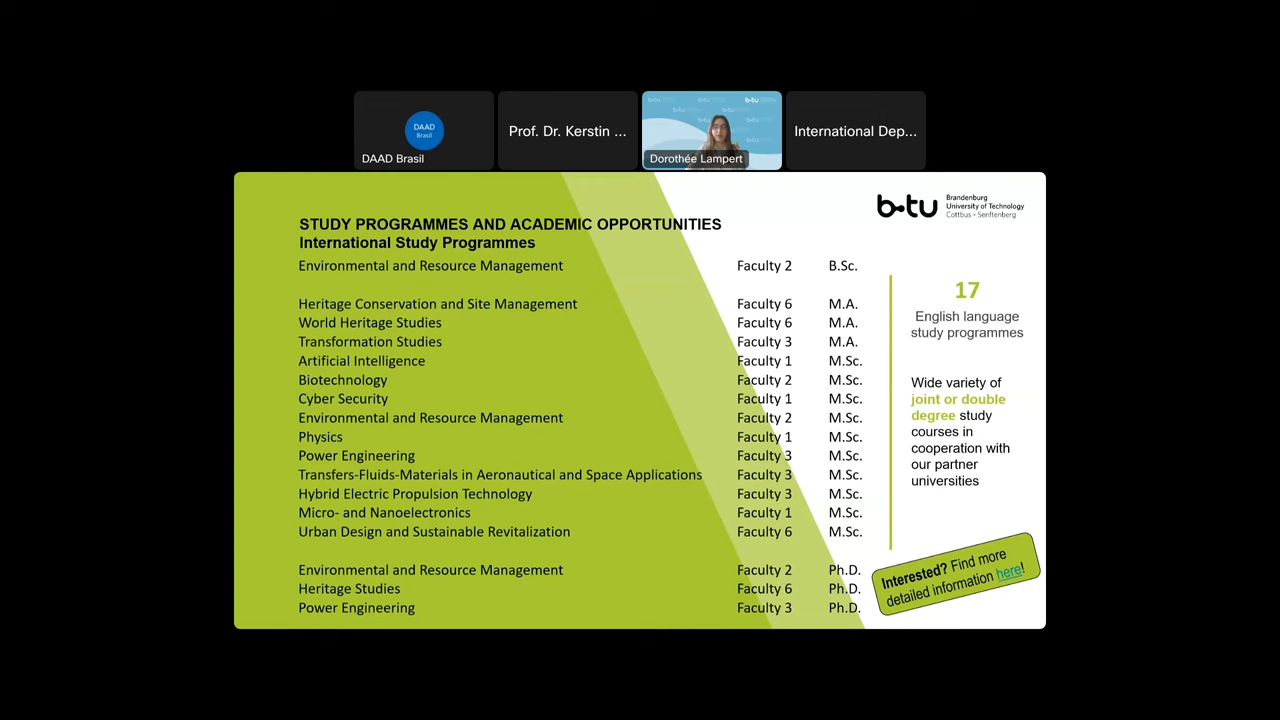 DAAD
Brasil
DAAD Brasil
Prof. Dr. Kerstin ...
b-tu
Dorothée Lampert
International Dep...
b-tu
Brandenburg
University of Technology
Cottbus - Senftenberg
STUDY PROGRAMMES AND ACADEMIC OPPORTUNITIES
International Study Programmes
Environmental and Resource Management Faculty 2 B.Sc.
Heritage Conservation and Site Management Faculty 6 M.A.
World Heritage Studies Faculty 6 M.A.
Transformation Studies Faculty 3 M.A.
Artificial Intelligence Faculty 1 M.Sc.
Biotechnology Faculty 2 M.Sc.
Cyber Security Faculty 1 M.Sc.
Environmental and Resource Management Faculty 2 M.Sc.
Physics Faculty 1 M.Sc.
Power Engineering Faculty 3 M.Sc.
Transfers-Fluids-Materials in Aeronautical and Space Applications Faculty 3 M.Sc.
Hybrid Electric Propulsion Technology Faculty 3 M.Sc.
Micro- and Nanoelectronics Faculty 1 M.Sc.
Urban Design and Sustainable Revitalization Faculty 6 M.Sc.
Environmental and Resource Management Faculty 2 Ph.D.
Heritage Studies Faculty 6 Ph.D.
Power Engineering Faculty 3 Ph.D.
17
English language
study programmes
Wide variety of
joint or double
degree study
courses in
cooperation with
our partner
universities
Interested? Find more
detailed information here!